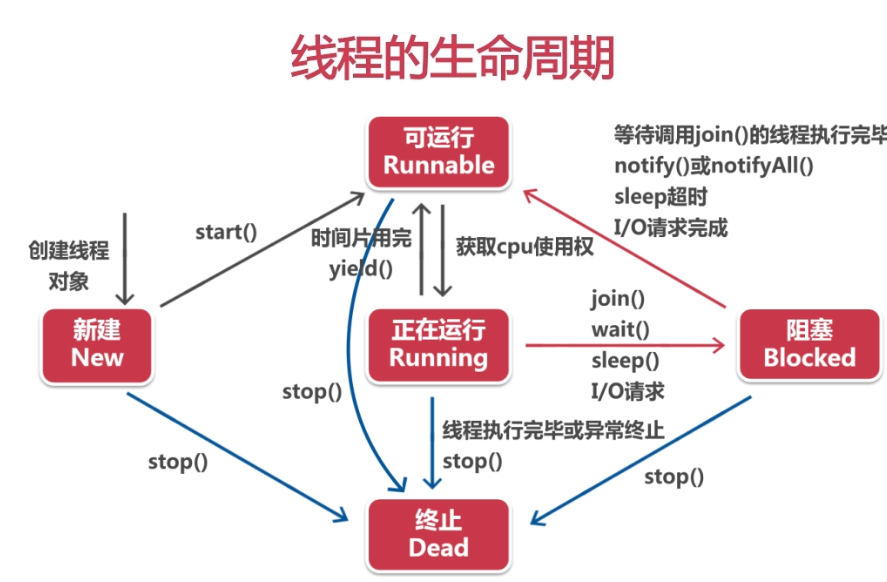 线程的生命周期
可运行
Runnable
等待调用join()的线程执行完毕
notify()或notifyAll()
sleep超时
I/O请求完成
start()
时间片用完
yield()
获取cpu使用权
创建线程
对象
新建
New
正在运行
Running
join()
wait()
sleep()
I/O请求
阻塞
Blocked
stop()
线程执行完毕或异常终止
stop()
stop()
stop()
终止
Dead